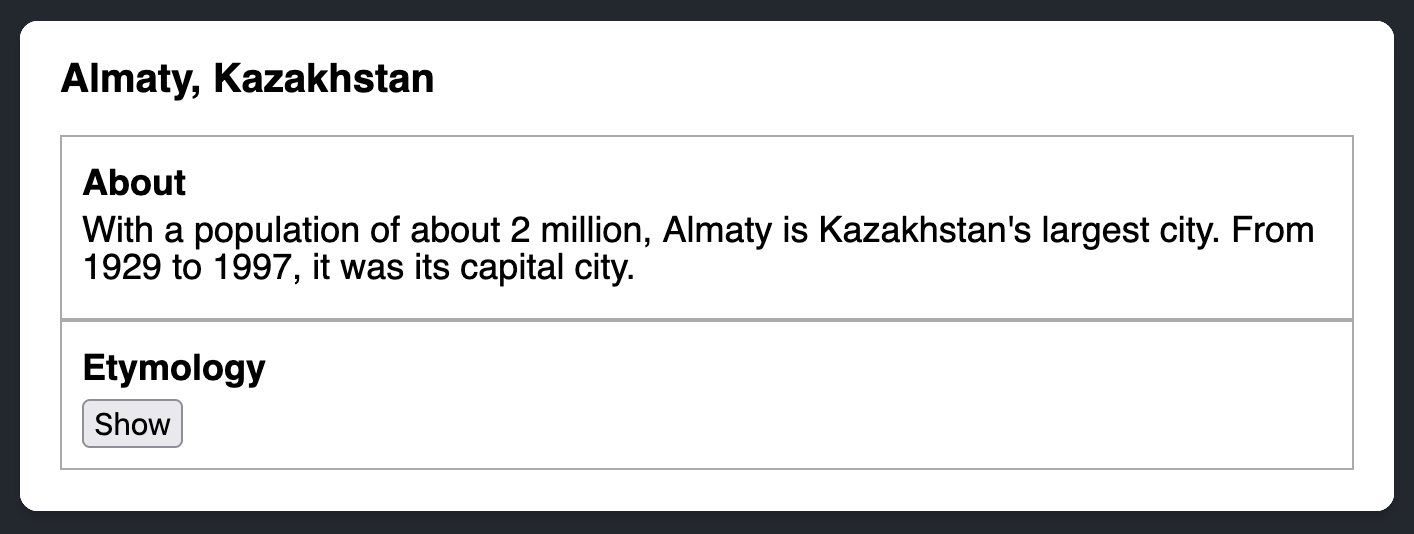 Almaty, Kazakhstan
About
With a population of about 2 million, Almaty is Kazakhstan's largest city. From
1929 to 1997, it was its capital city.
Etymology
Show